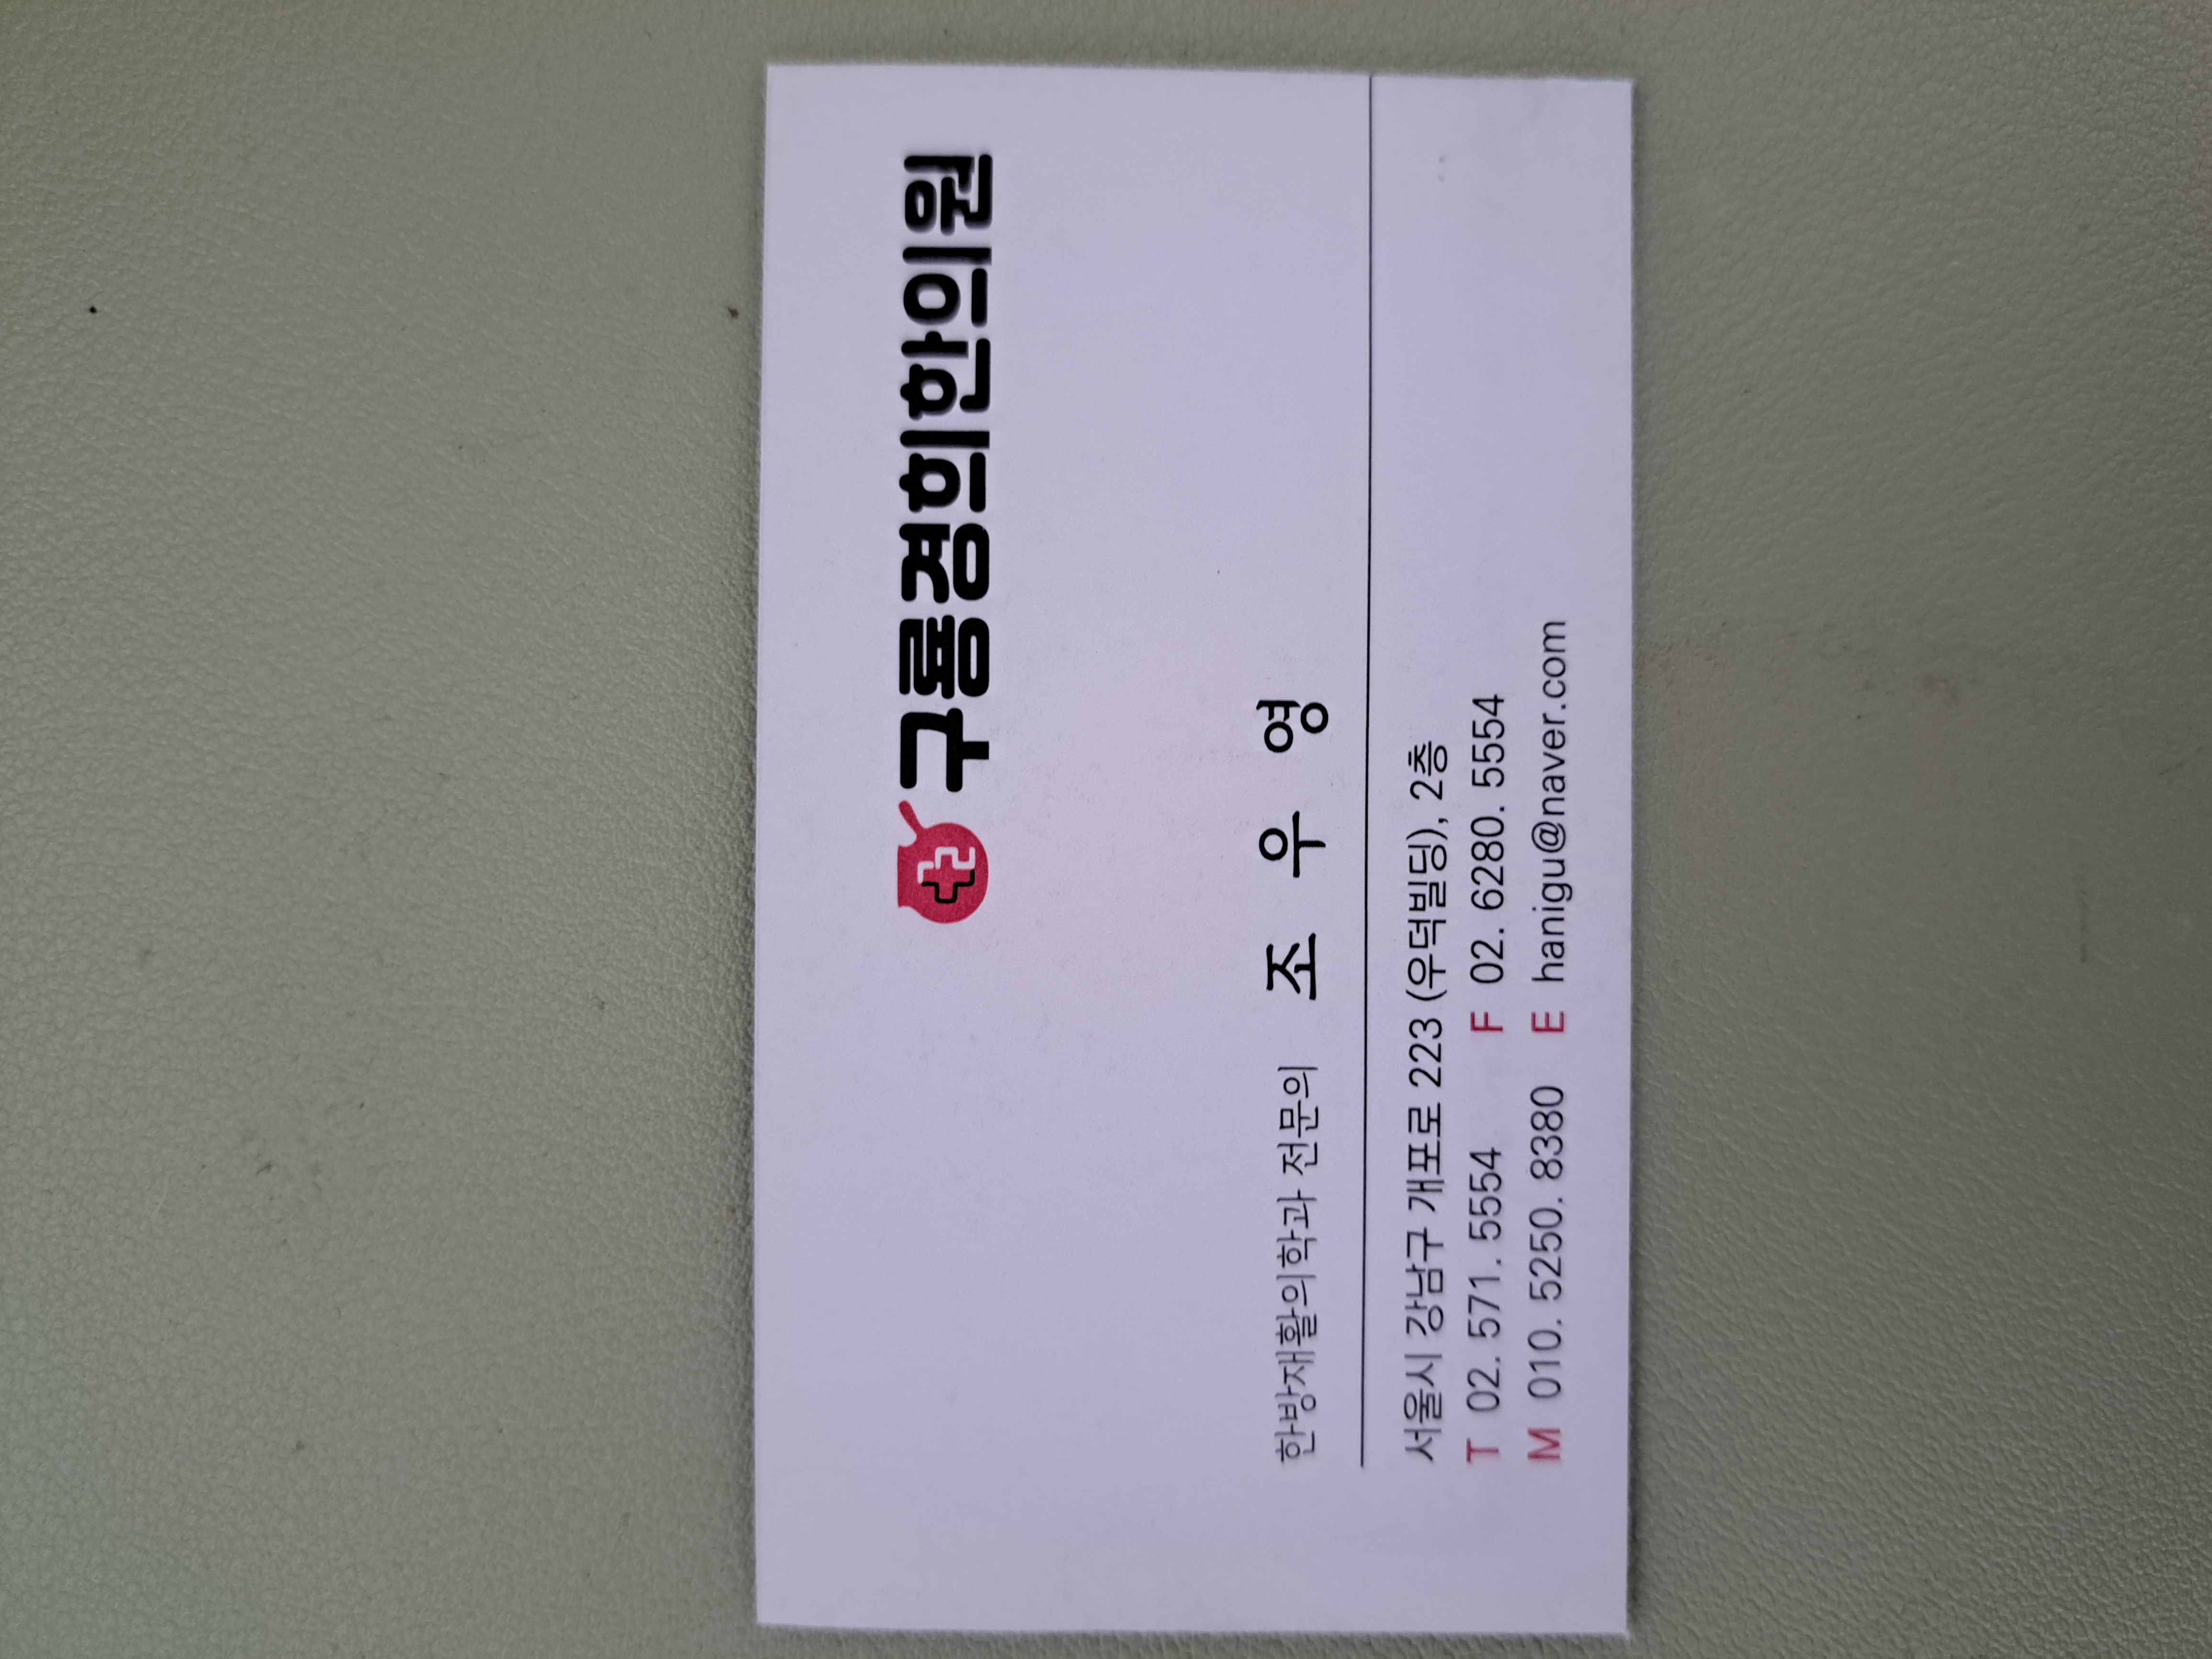 구룡경희한의원
한방재활의학과 전문의 조 우 영
서울시 강남구 개포로 223 (우덕빌딩), 2층
T 02. 571. 5554 F 02. 6280. 5554
M 010. 5250. 8380 E hanigu@naver.com